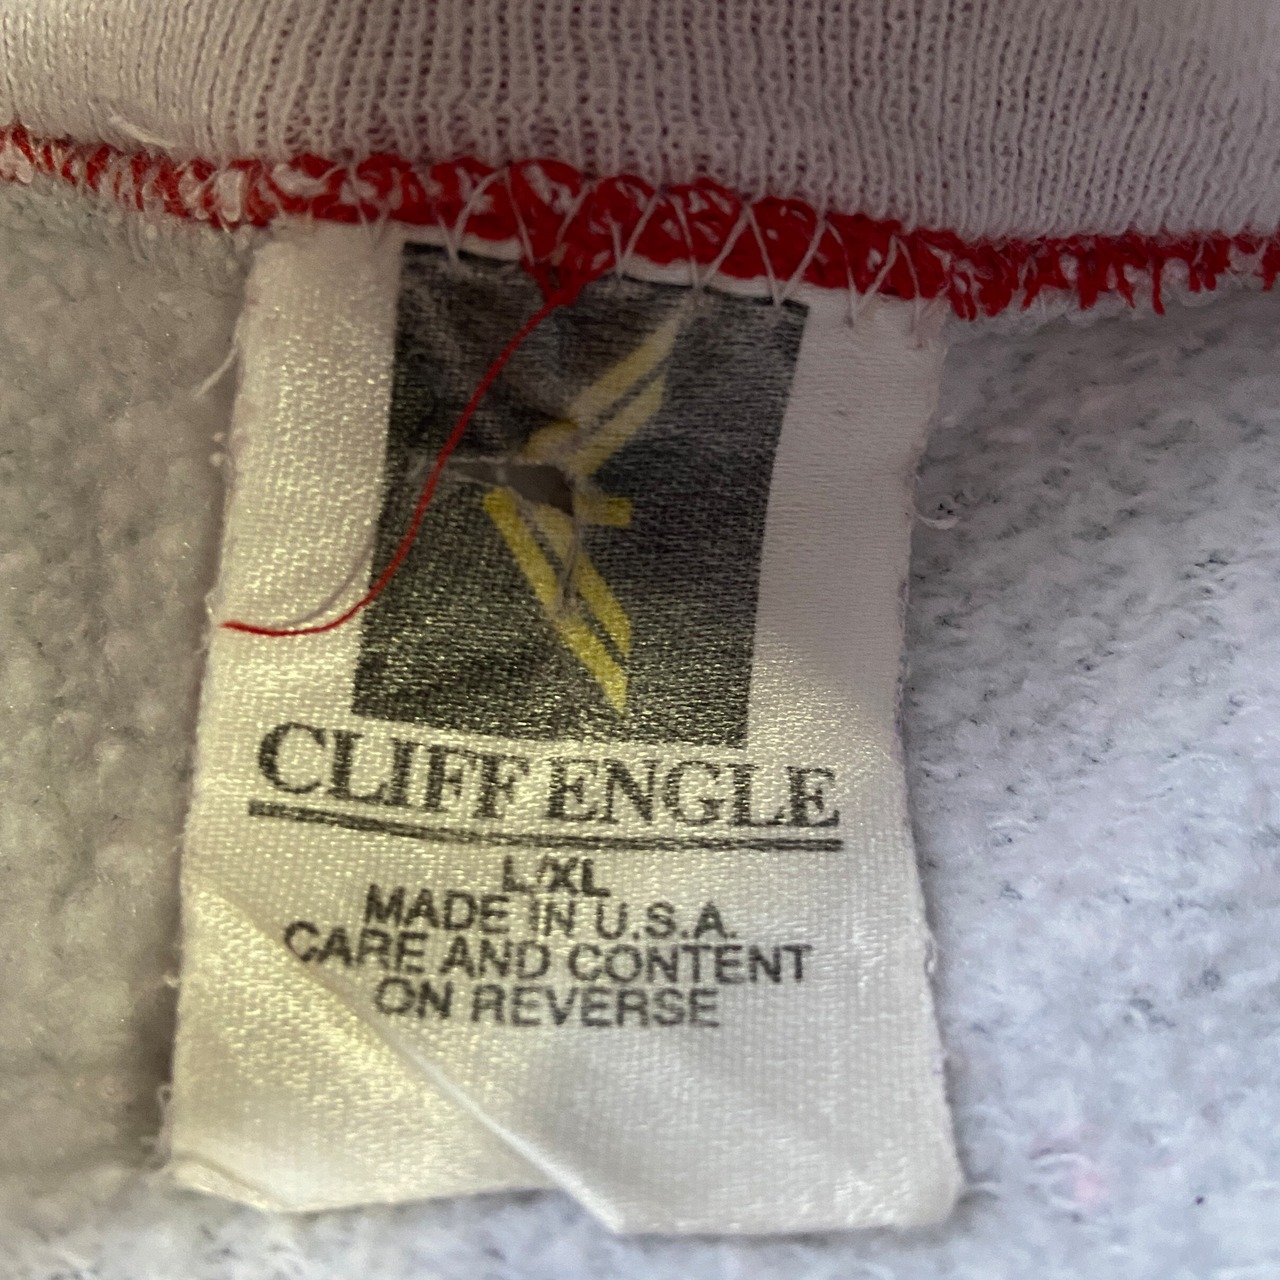 CLIFF ENGLE
L/XL
MADE IN U.S.A.
CARE AND CONTENT
ON REVERSE